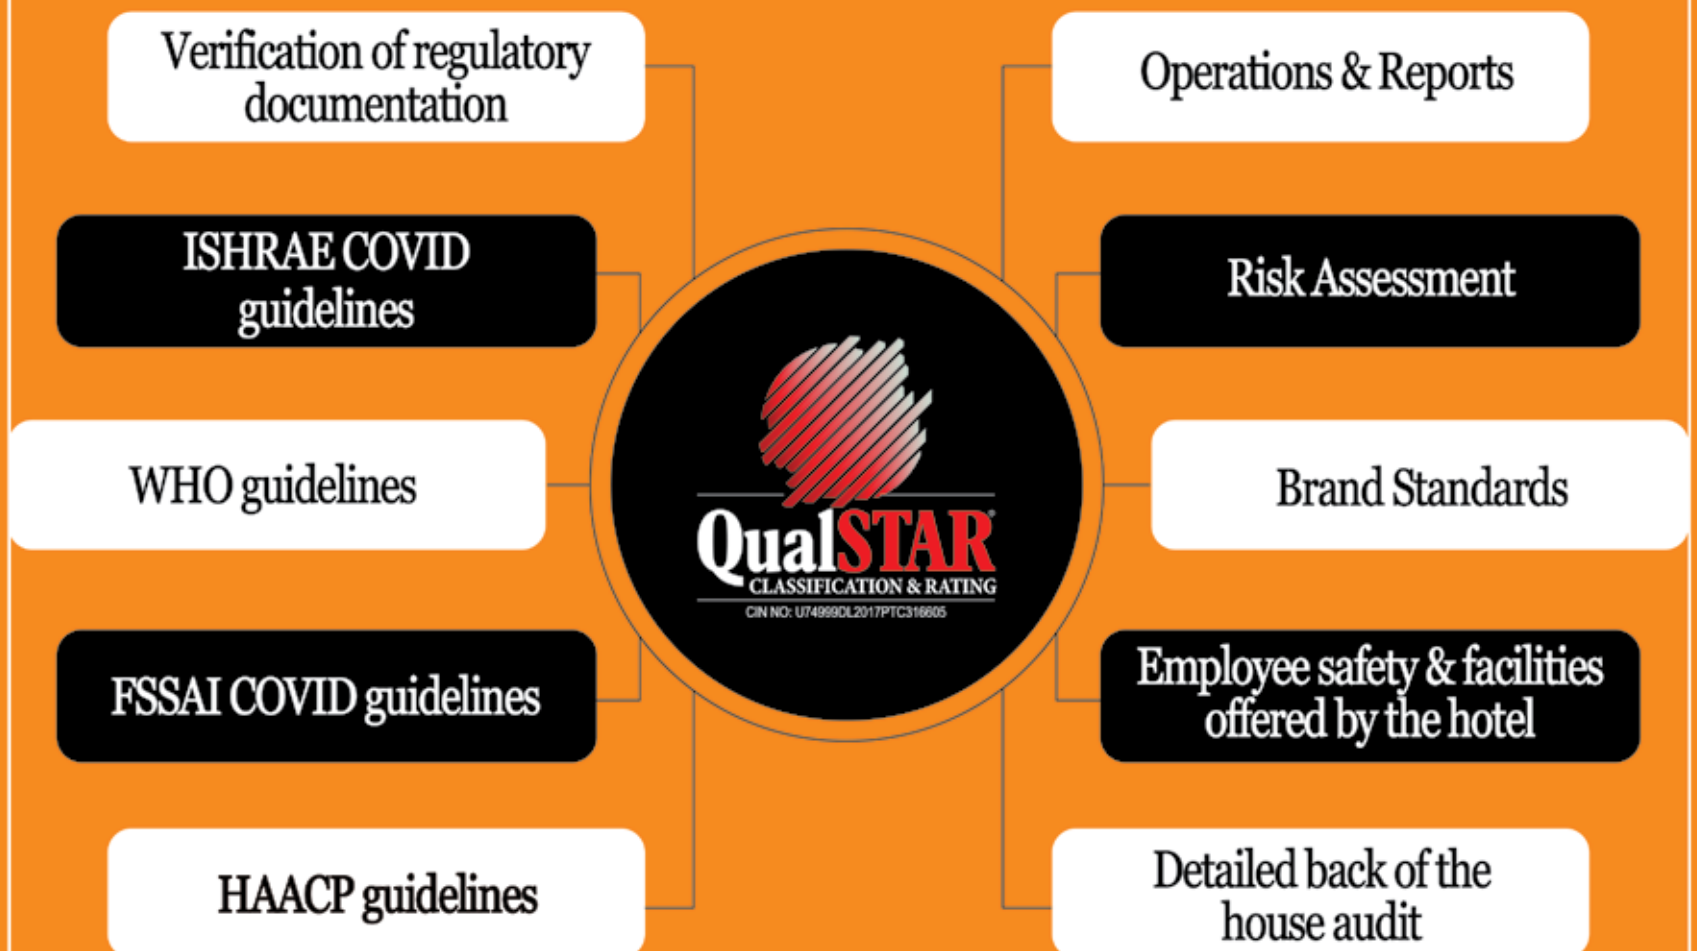 Verification of regulatory
documentation
ISHRAE COVID
guidelines
WHO guidelines
FSSAI COVID guidelines
HAACP guidelines
QualSTAR®
CLASSIFICATION & RATING
CIN NO: U74999DL2017PTC316605
Operations & Reports
Risk Assessment
Brand Standards
Employee safety & facilities
offered by the hotel
Detailed back of the
house audit